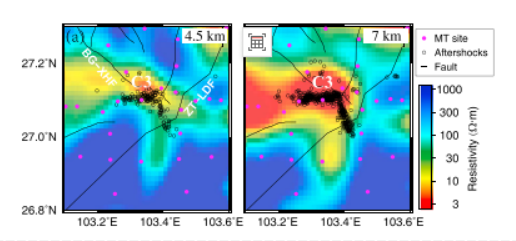 (a)
4.5 km
7 km
BG-XHF
C3
ZT-LDF
C3
MT site
Aftershocks
Fault
27.2°N
27.0°N
26.8°N
103.2°E 103.4°E 103.6°E
103.2°E 103.4°E 103.6°E
1000
300
100
30
10
3
Resistivity (Ω·m)